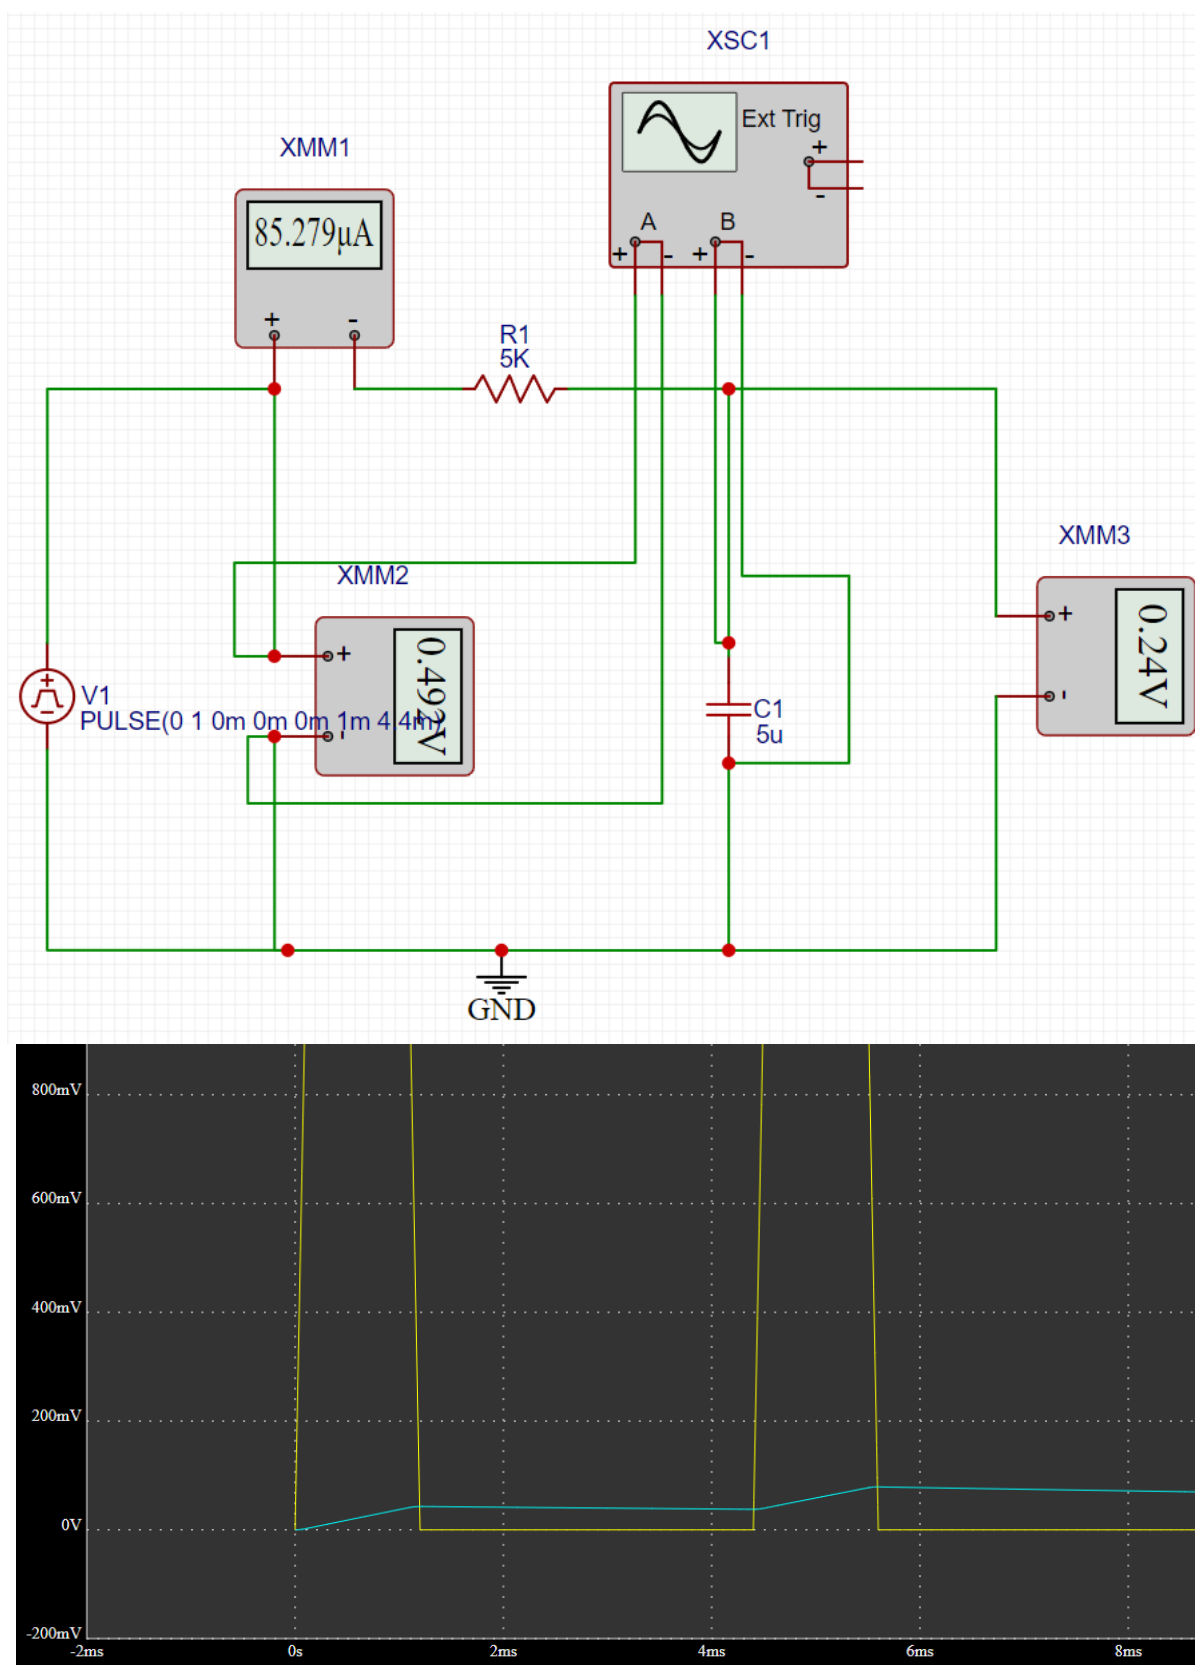 XSC1
Ext Trig
+
-
XMM1
85.279µA
+ -
A B
+ - + -
R1
5K
XMM3
+
0.24V
-
XMM2
+
0.492V
-
V1
PULSE(0 1 0m 0m 0m 1m 4.4m)
C1
5u
GND
800mV
600mV
400mV
200mV
0V
-200mV
-2ms 0s 2ms 4ms 6ms 8ms